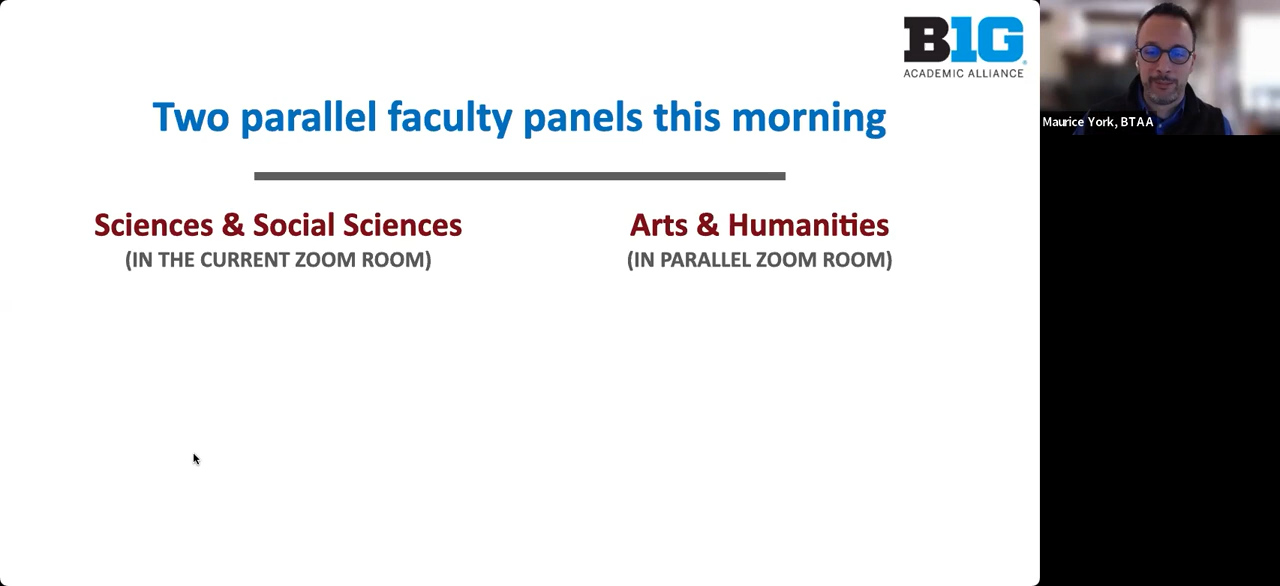 B1G
ACADEMIC ALLIANCE
Two parallel faculty panels this morning
Sciences & Social Sciences
(IN THE CURRENT ZOOM ROOM)
Arts & Humanities
(IN PARALLEL ZOOM ROOM)
Maurice York, BTAA